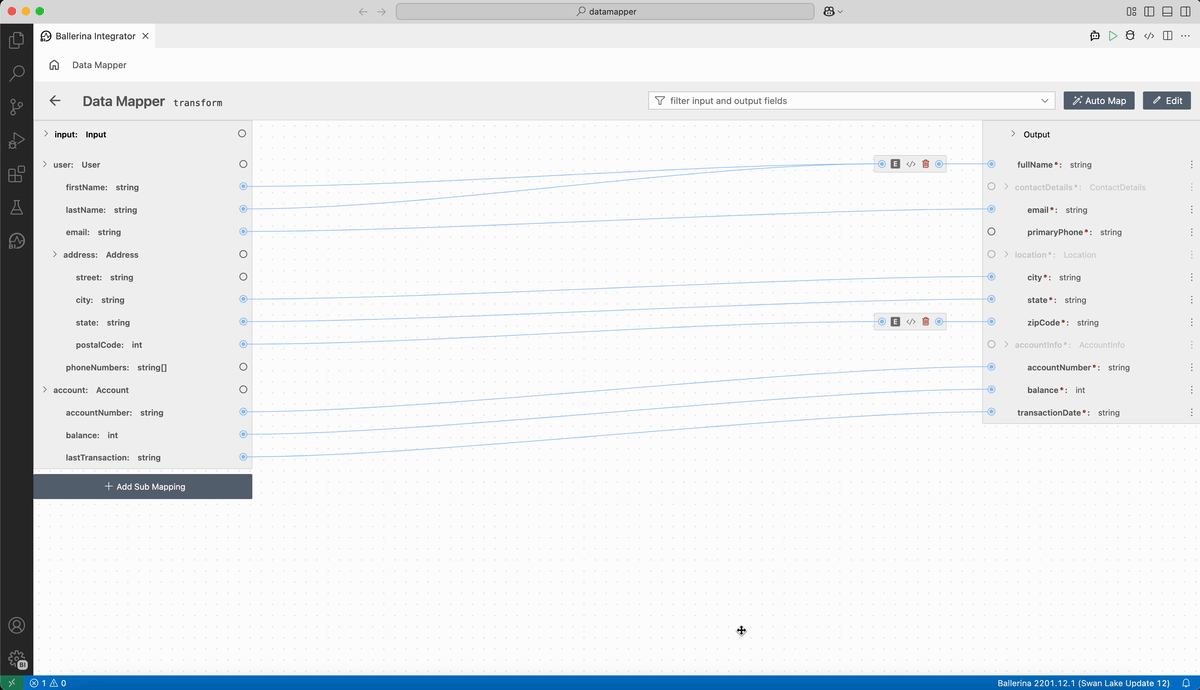 datamapper
Ballerina Integrator
Data Mapper
Data Mapper transform
filter input and output fields
Auto Map
Edit
input: Input
user: User
firstName: string
lastName: string
email: string
address: Address
street: string
city: string
state: string
postalCode: int
phoneNumbers: string[]
account: Account
accountNumber: string
balance: int
lastTransaction: string
Add Sub Mapping
E
E
Output
fullName*: string
contactDetails*: ContactDetails
email*: string
primaryPhone*: string
location*: Location
city*: string
state*: string
zipCode*: string
accountInfo*: AccountInfo
accountNumber*: string
balance*: int
transactionDate*: string
BI
BI
1 0
Ballerina 2201.12.1 (Swan Lake Update 12)